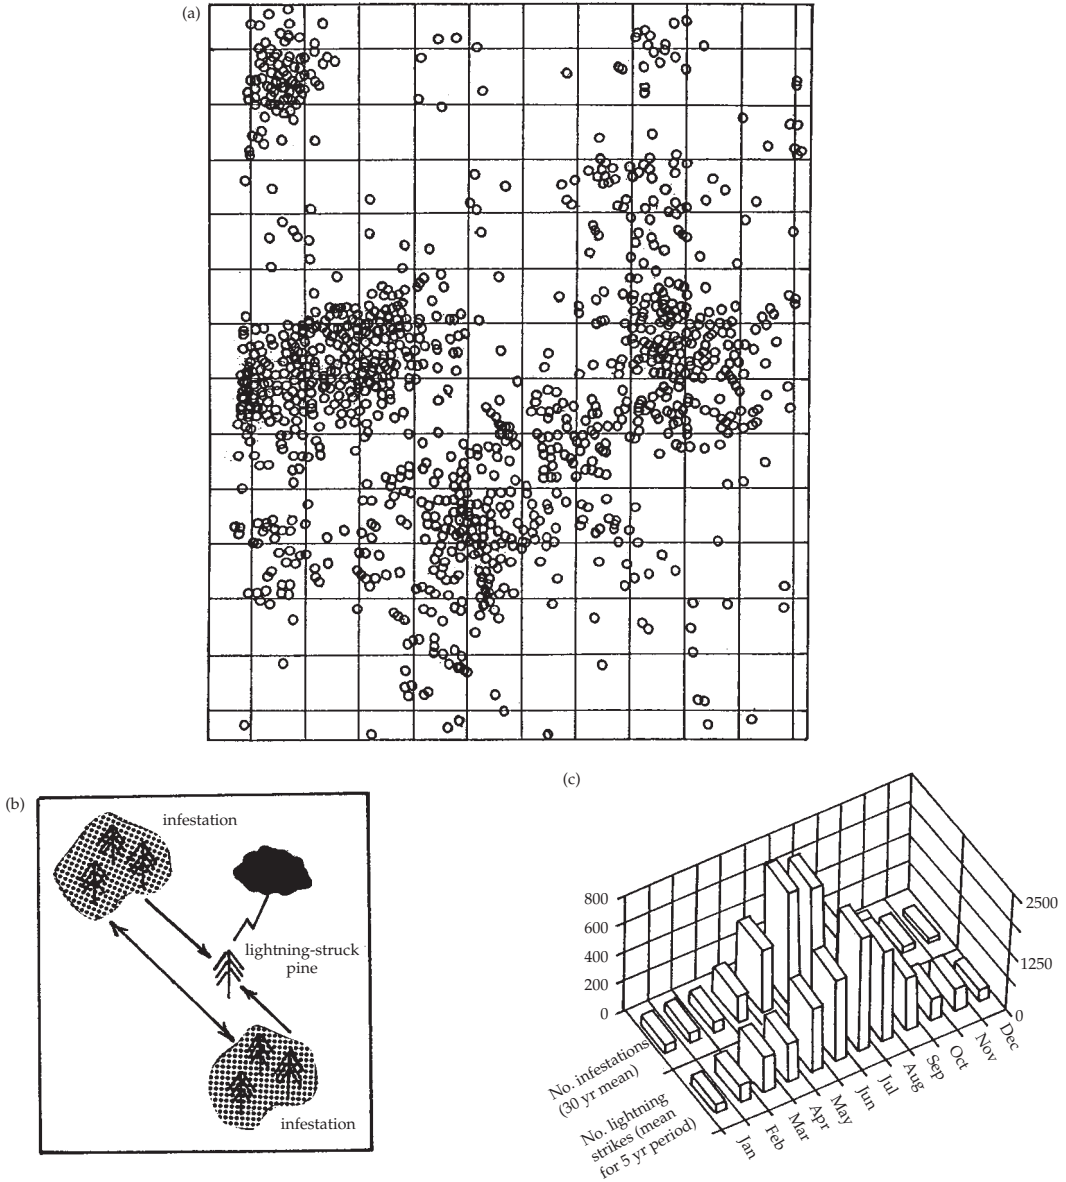 (a)
(b)
infestation
lightning-struck
pine
infestation
(c)
800
600
400
200
0
2500
1250
0
No. infestations
(30 yr mean)
No. lightning
strikes (mean
for 5 yr period)
Jan
Feb
Mar
Apr
May
Jun
Jul
Aug
Sep
Oct
Nov
Dec